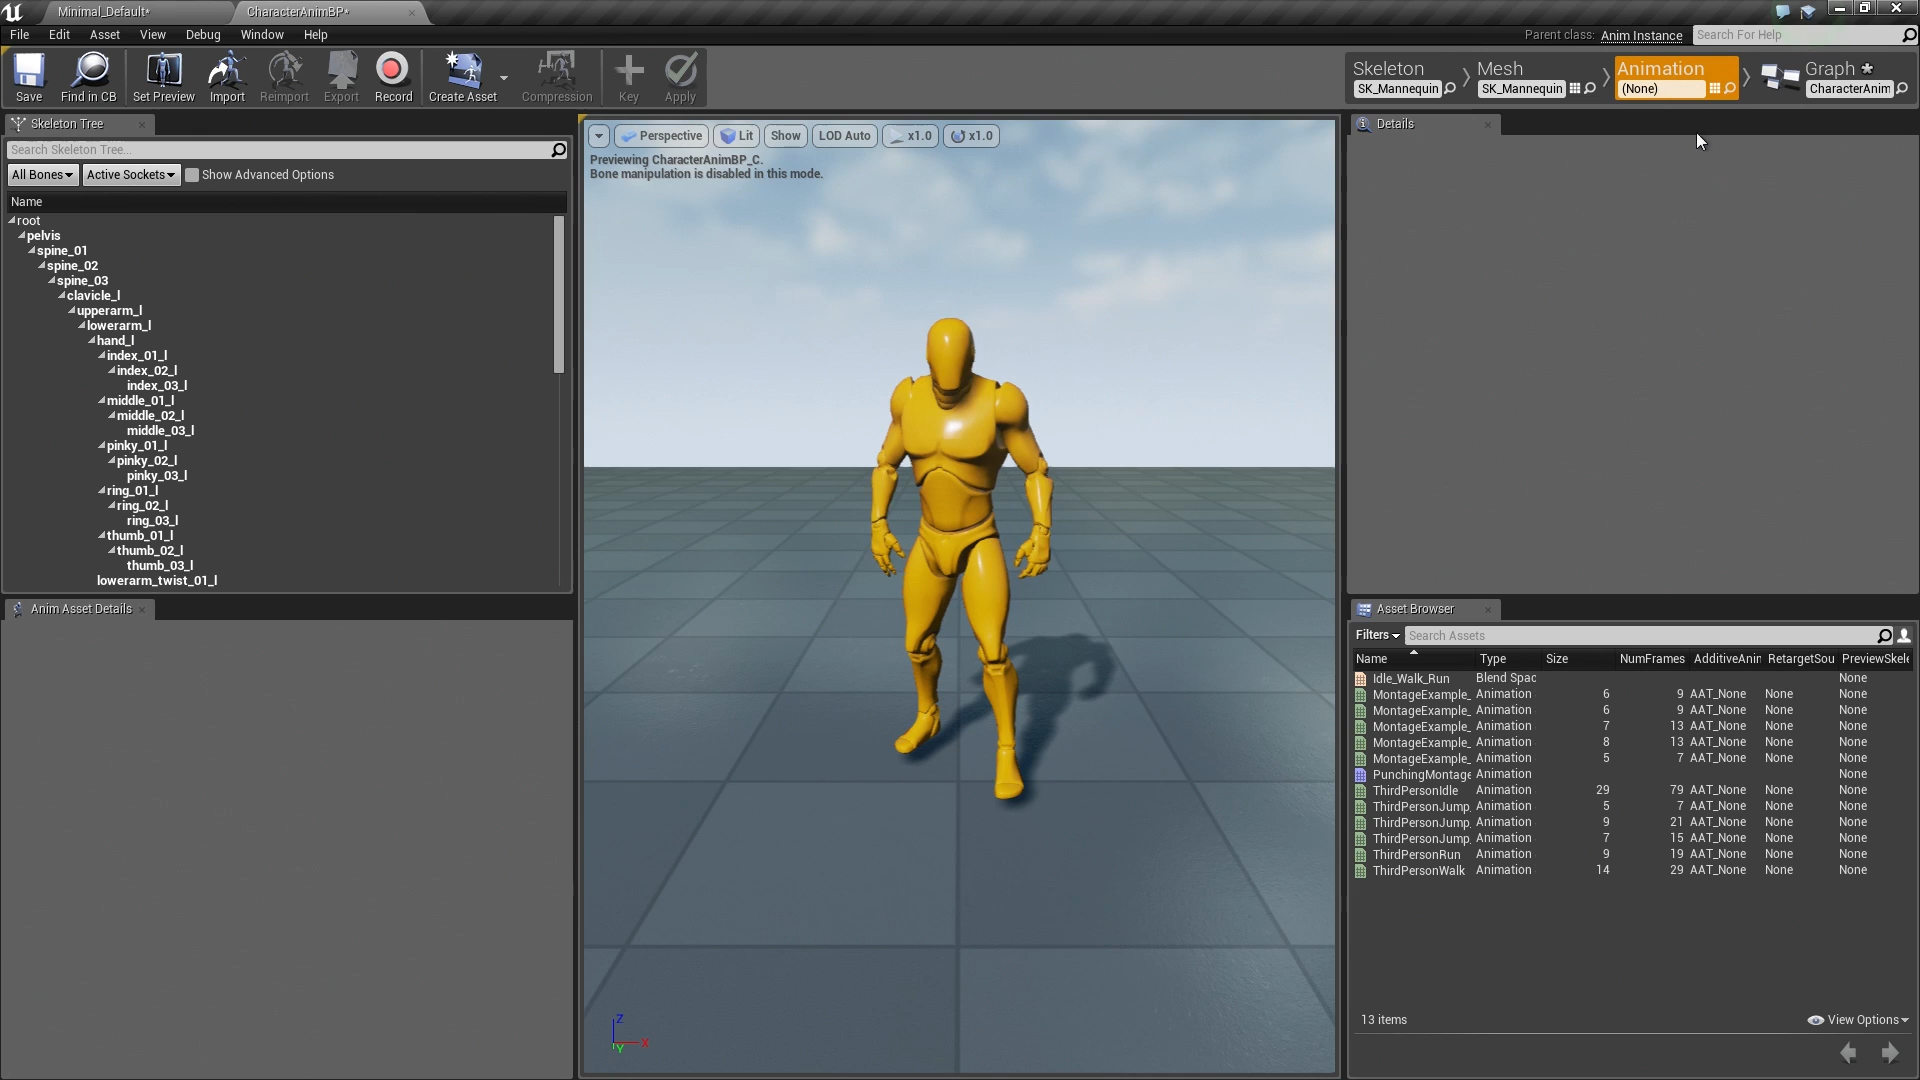 Minimal_Default*
CharacterAnimBP*
File Edit Asset View Debug Window Help
Parent class: Anim Instance
Search For Help
Save
Find in CB
Set Preview
Import
Reimport
Export
Record
Create Asset
Compression
Key
Apply
Skeleton
SK_Mannequin
Mesh
SK_Mannequin
Animation
(None)
Graph
CharacterAnim
Skeleton Tree
Search Skeleton Tree...
All Bones Active Sockets Show Advanced Options
Name
root
pelvis
spine_01
spine_02
spine_03
clavicle_l
upperarm_l
lowerarm_l
hand_l
index_01_l
index_02_l
index_03_l
middle_01_l
middle_02_l
middle_03_l
pinky_01_l
pinky_02_l
pinky_03_l
ring_01_l
ring_02_l
ring_03_l
thumb_01_l
thumb_02_l
thumb_03_l
lowerarm_twist_01_l
Anim Asset Details
Perspective Lit Show LOD Auto x1.0 x1.0
Previewing CharacterAnimBP_C.
Bone manipulation is disabled in this mode.
Z
X
Y
Details
Asset Browser
Filters Search Assets
Name Type Size NumFrames AdditiveAnin RetargetSou PreviewSkele
Idle_Walk_Run Blend Spac None
MontageExample_ Animation 6 9 AAT_None None None
MontageExample_ Animation 6 9 AAT_None None None
MontageExample_ Animation 7 13 AAT_None None None
MontageExample_ Animation 8 13 AAT_None None None
MontageExample_ Animation 5 7 AAT_None None None
PunchingMontage Animation None
ThirdPersonIdle Animation 29 79 AAT_None None None
ThirdPersonJump_ Animation 5 7 AAT_None None None
ThirdPersonJump_ Animation 9 21 AAT_None None None
ThirdPersonJump_ Animation 7 15 AAT_None None None
ThirdPersonRun Animation 9 19 AAT_None None None
ThirdPersonWalk Animation 14 29 AAT_None None None
13 items
View Options